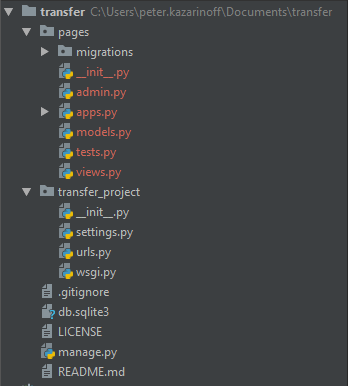 transfer C:\Users\peter.kazarinoff\Documents\transfer
pages
migrations
__init__.py
admin.py
apps.py
models.py
tests.py
views.py
transfer_project
__init__.py
settings.py
urls.py
wsgi.py
.gitignore
db.sqlite3
LICENSE
manage.py
README.md